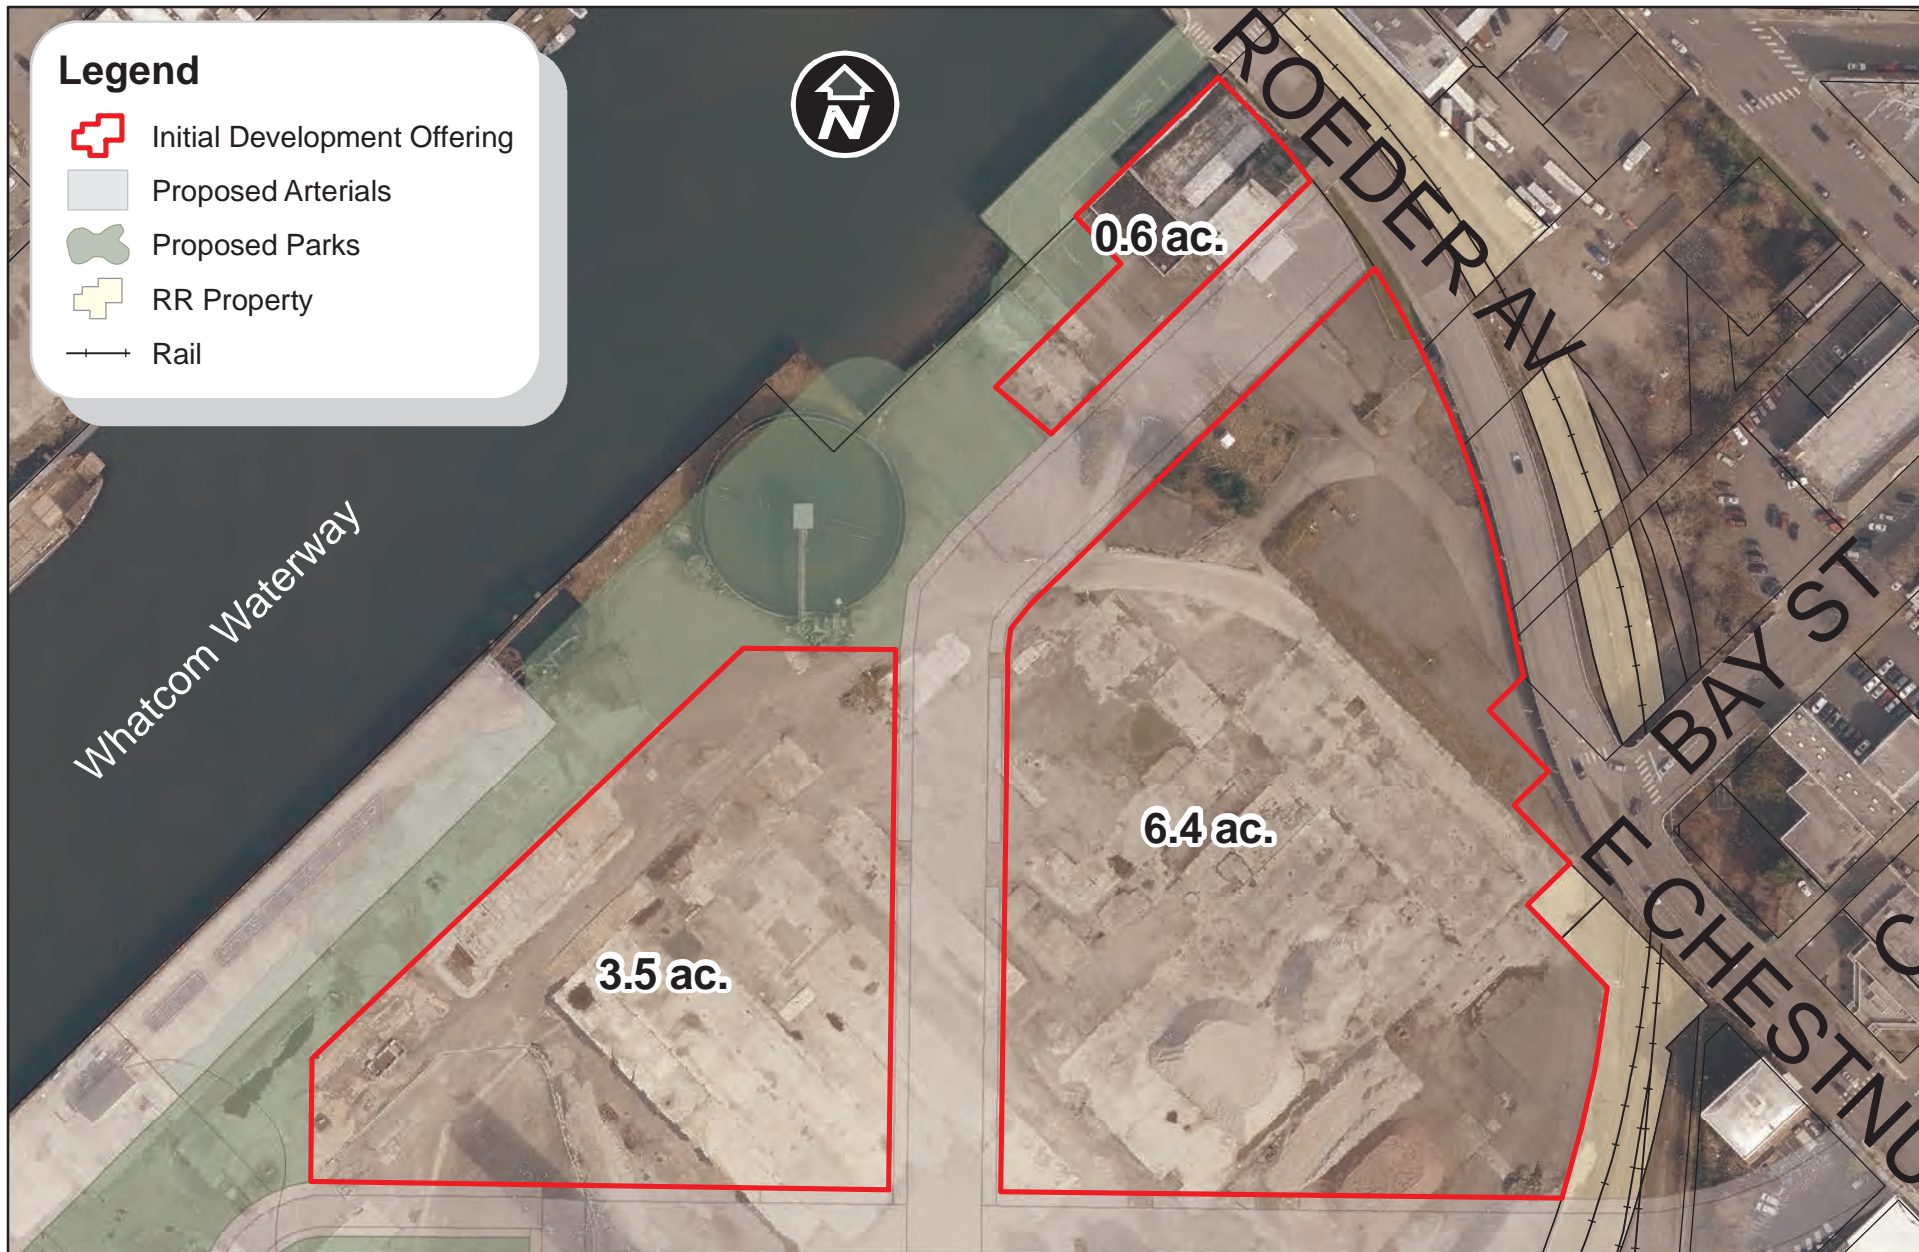 Legend
Initial Development Offering
Proposed Arterials
Proposed Parks
RR Property
Rail
N
ROEDER AV
0.6 ac.
Whatcom Waterway
BAY ST
6.4 ac.
E CHESTNU
C
3.5 ac.